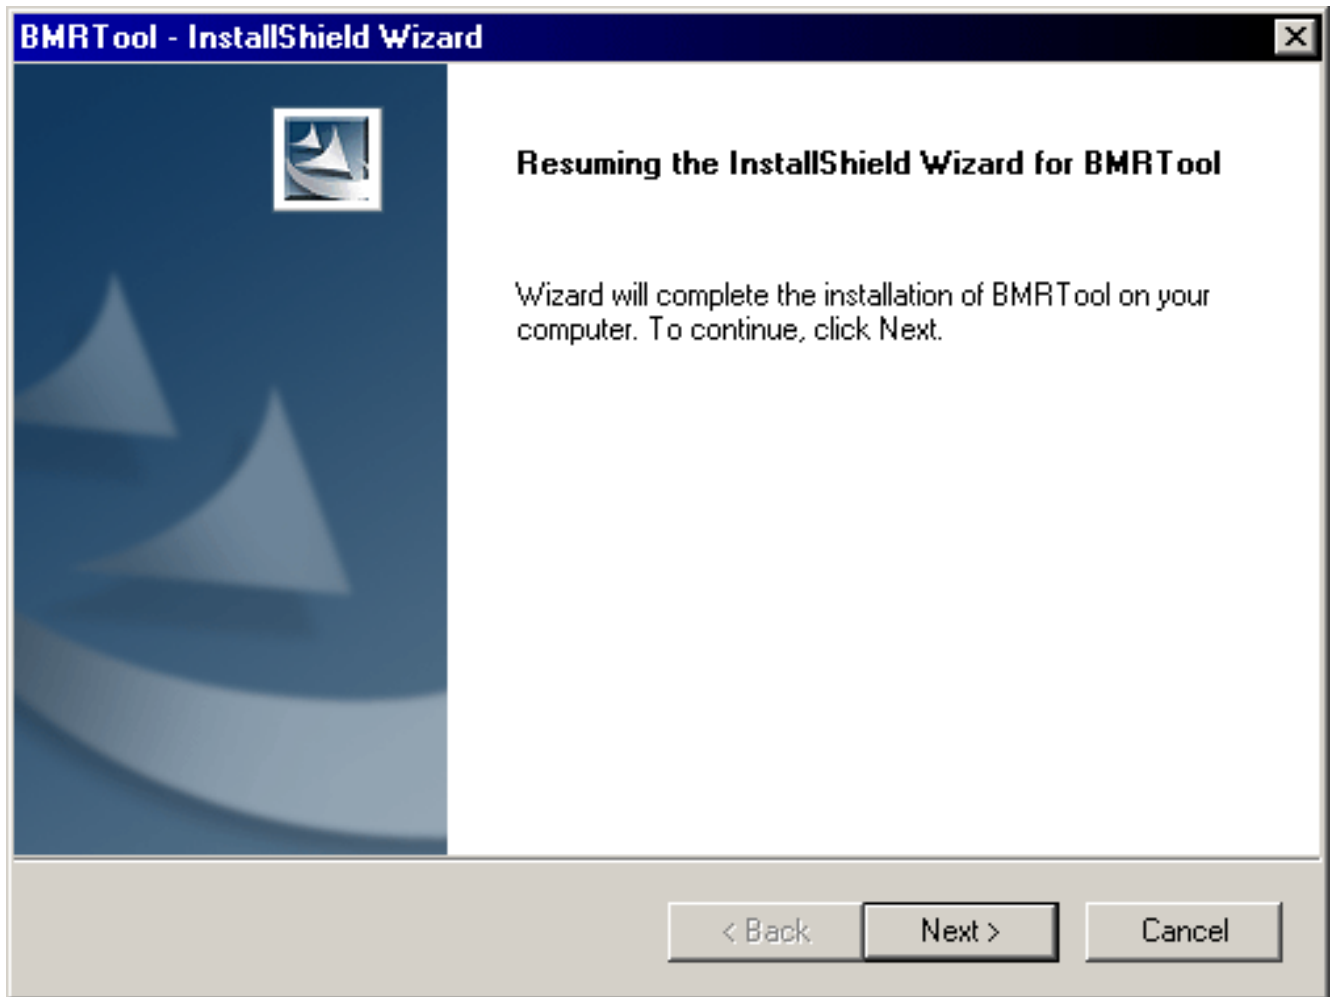 BMRTool - InstallShield Wizard
Resuming the InstallShield Wizard for BMRTool
Wizard will complete the installation of BMRTool on your
computer. To continue, click Next.
< Back
Next >
Cancel